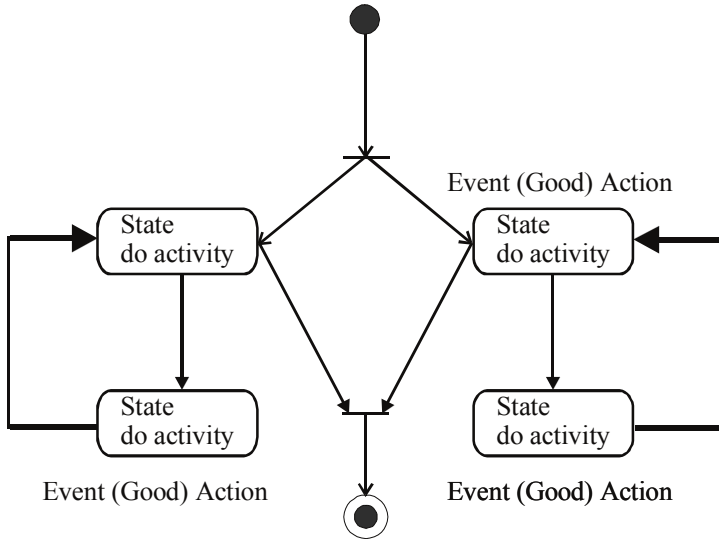 Event (Good) Action
State
do activity
State
do activity
State
do activity
State
do activity
Event (Good) Action
Event (Good) Action